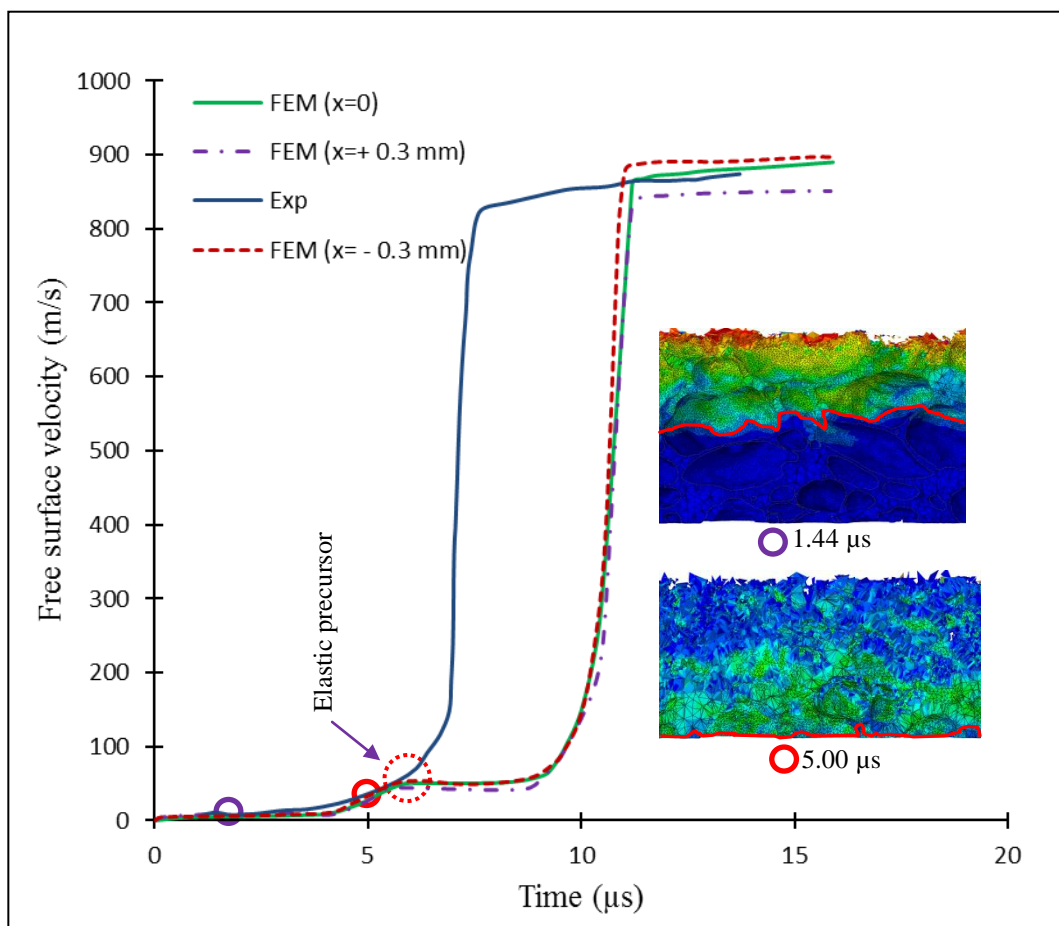 1000
900
800
700
600
500
400
300
200
100
0
Free surface velocity (m/s)
FEM (x=0)
FEM (x=+ 0.3 mm)
Exp
FEM (x= - 0.3 mm)
Elastic precursor
1.44 µs
5.00 µs
0
5
10
15
20
Time (µs)